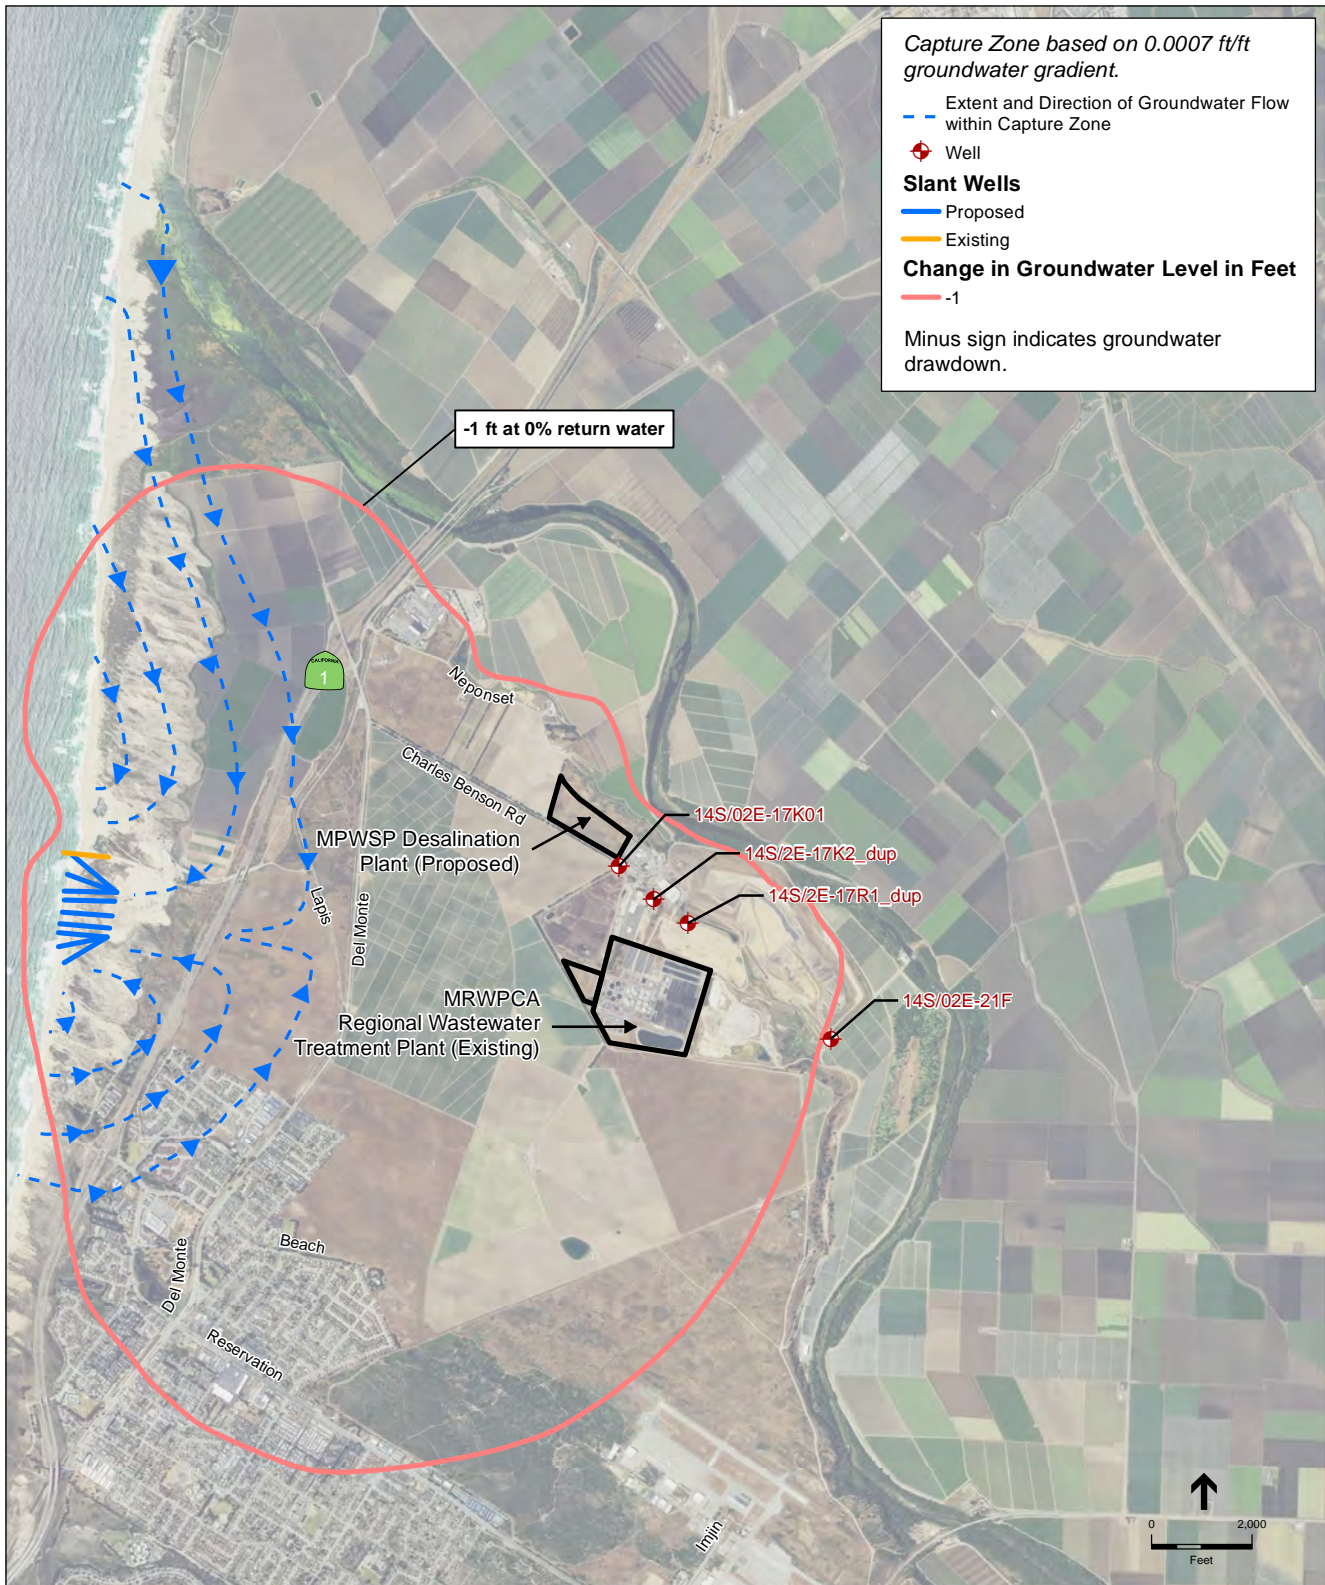 Capture Zone based on 0.0007 ft/ft
groundwater gradient.
Extent and Direction of Groundwater Flow
within Capture Zone
Well
Slant Wells
Proposed
Existing
Change in Groundwater Level in Feet
-1
Minus sign indicates groundwater
drawdown.
-1 ft at 0% return water
CALIFORNIA
1
Neponset
Charles Benson Rd
MPWSP Desalination
Plant (Proposed)
14S/02E-17K01
14S/2E-17K2_dup
14S/2E-17R1_dup
Lapis
Del Monte
MRWPCA
Regional Wastewater
Treatment Plant (Existing)
14S/02E-21F
Beach
Del Monte
Reservation
Imjin
0 2,000
Feet